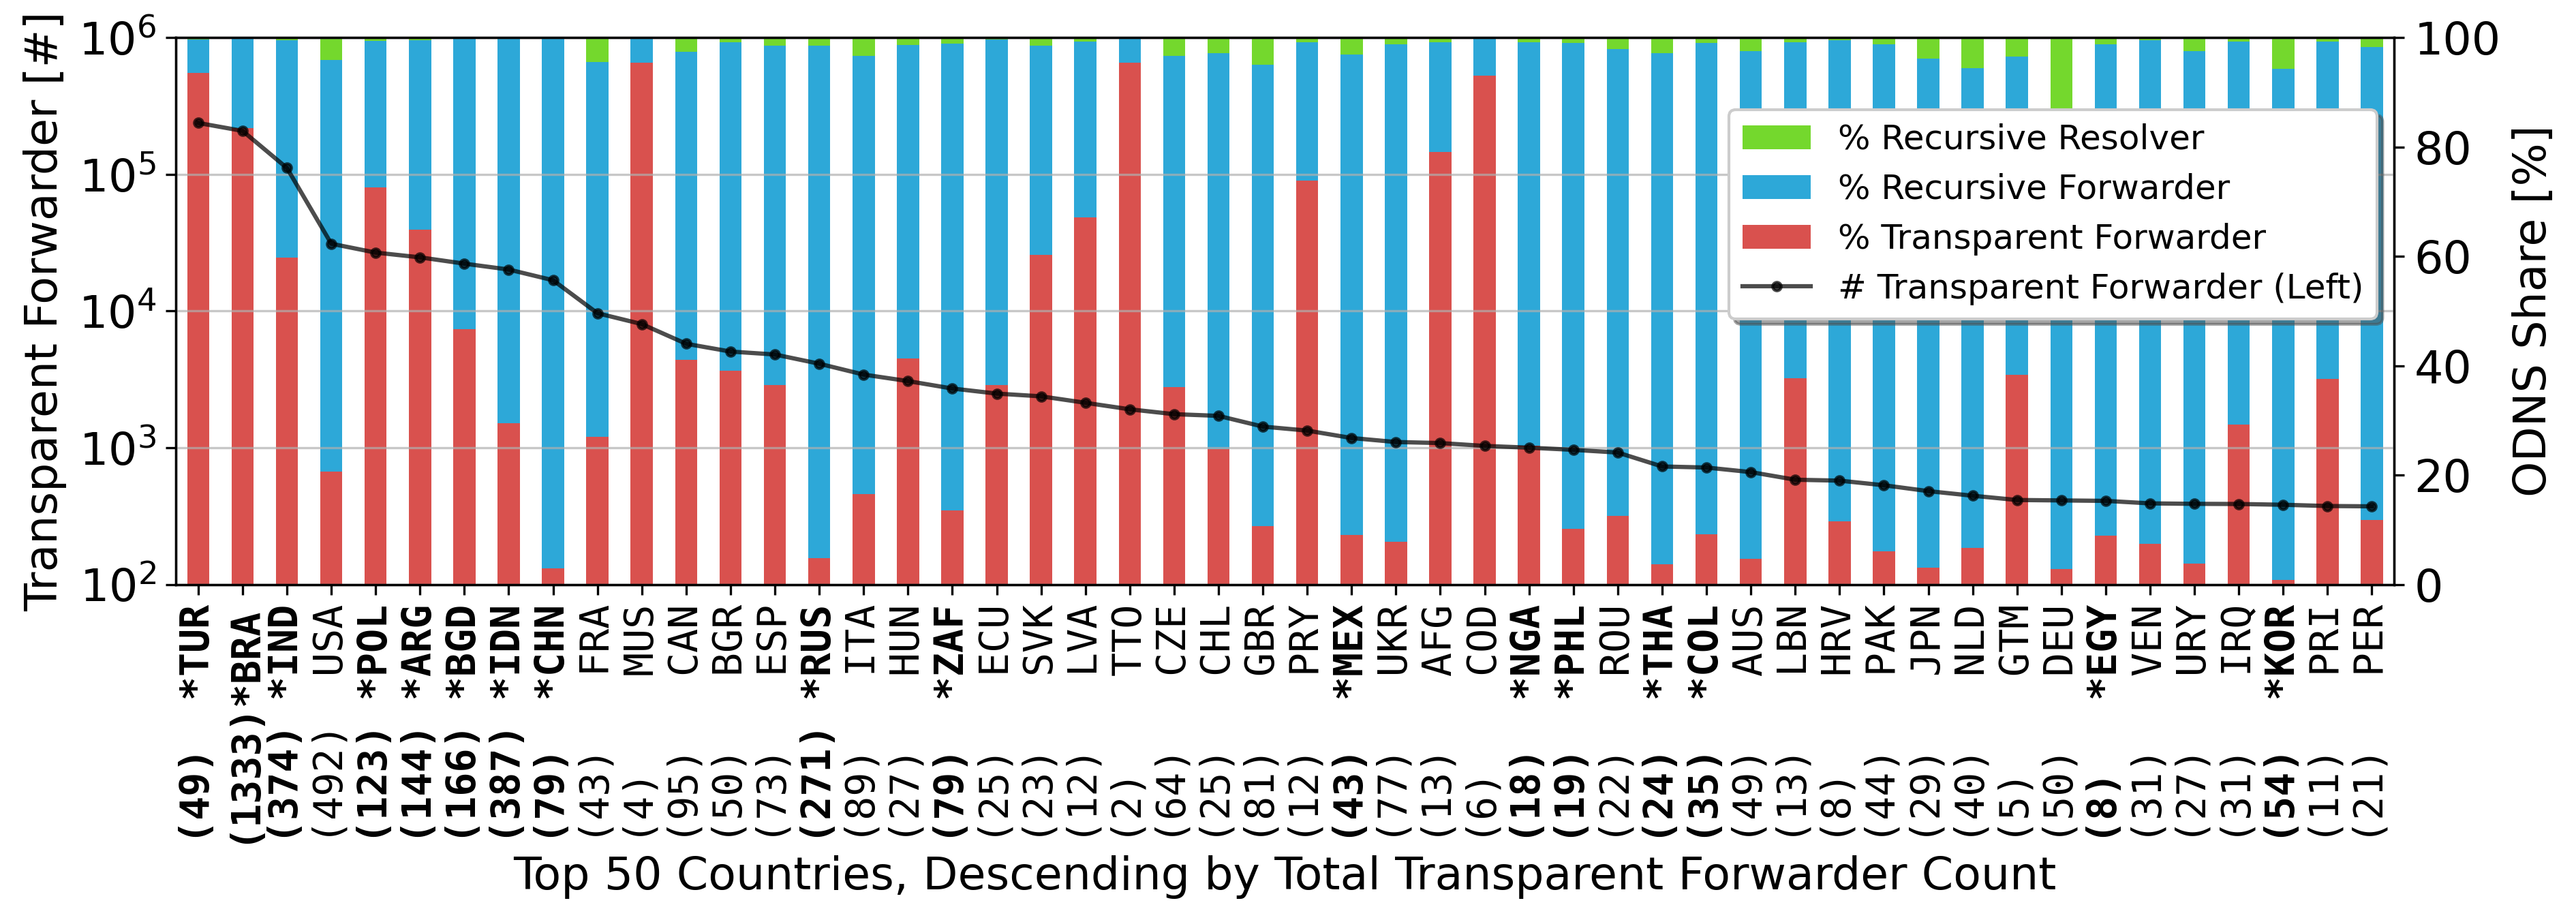 Transparent Forwarder [#]
10^6
10^5
10^4
10^3
10^2
100
80
60
40
20
0
ODNS Share [%]
% Recursive Resolver
% Recursive Forwarder
% Transparent Forwarder
# Transparent Forwarder (Left)
(49) *TUR
(1333)*BRA
(374) *IND
(492) USA
(123) *POL
(144) *ARG
(166) *BGD
(387) *IDN
(79) *CHN
(43) FRA
(4) MUS
(95) CAN
(50) BGR
(73) ESP
(271) *RUS
(89) ITA
(27) HUN
(79) *ZAF
(25) ECU
(23) SVK
(12) LVA
(2) TTO
(64) CZE
(25) CHL
(81) GBR
(12) PRY
(43) *MEX
(77) UKR
(13) AFG
(6) COD
(18) *NGA
(19) *PHL
(22) ROU
(24) *THA
(35) *COL
(49) AUS
(13) LBN
(8) HRV
(44) PAK
(29) JPN
(40) NLD
(5) GTM
(50) DEU
(8) *EGY
(31) VEN
(27) URY
(31) IRQ
(54) *KOR
(11) PRI
(21) PER
Top 50 Countries, Descending by Total Transparent Forwarder Count